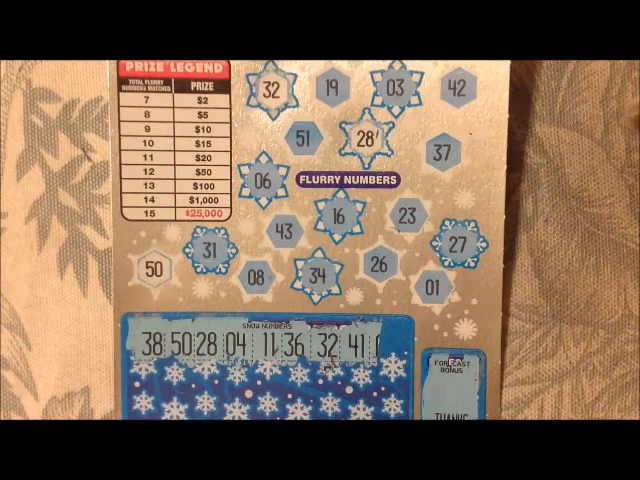 PRIZE LEGEND
TOTAL FLURRY NUMBERS MATCHED PRIZE
7 $2
8 $5
9 $10
10 $15
11 $20
12 $50
13 $100
14 $1,000
15 $25,000
32 19 03 42
51 28 37
06
FLURRY NUMBERS
16 23
43
31 27
50 08 34 26 01
SNOW NUMBERS
38 50 28 04 11 36 32 41
FORECAST
BONUS
THANKS